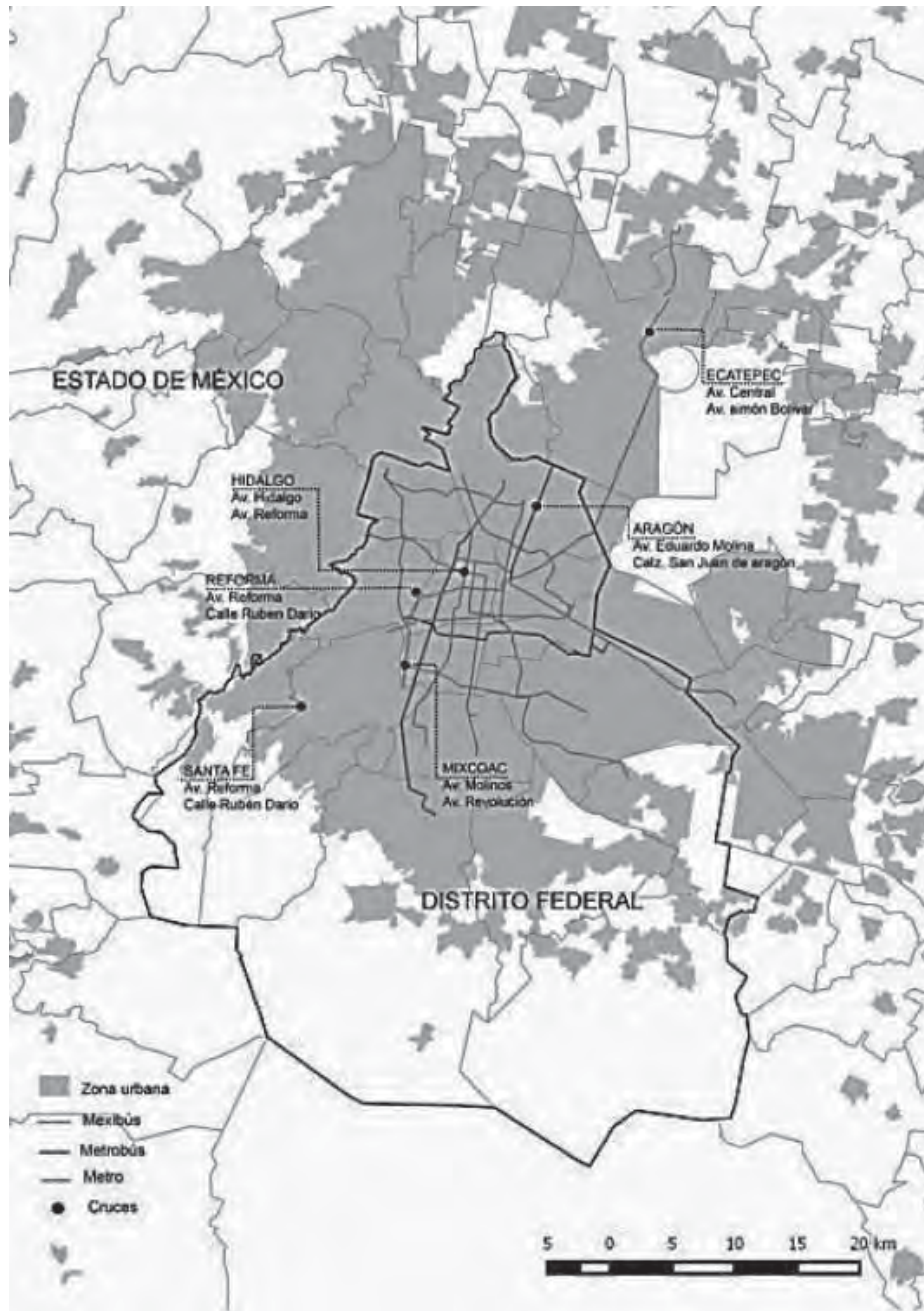 ESTADO DE MÉXICO
ECATEPEC
Av. Central
Av. simón Bolivar
HIDALGO
Av. Hidalgo
Av. Reforma
ARAGÓN
Av. Eduardo Molina
Calz. San Juan de aragón
REFORMA
Av. Reforma
Calle Ruben Dario
SANTA FE
Av. Reforma
Calle Rubén Dario
MIXCOAC
Av. Molinos
Av. Revolución
DISTRITO FEDERAL
Zona urbana
Mexibús
Metrobús
Metro
Cruces
5 0 5 10 15 20 km